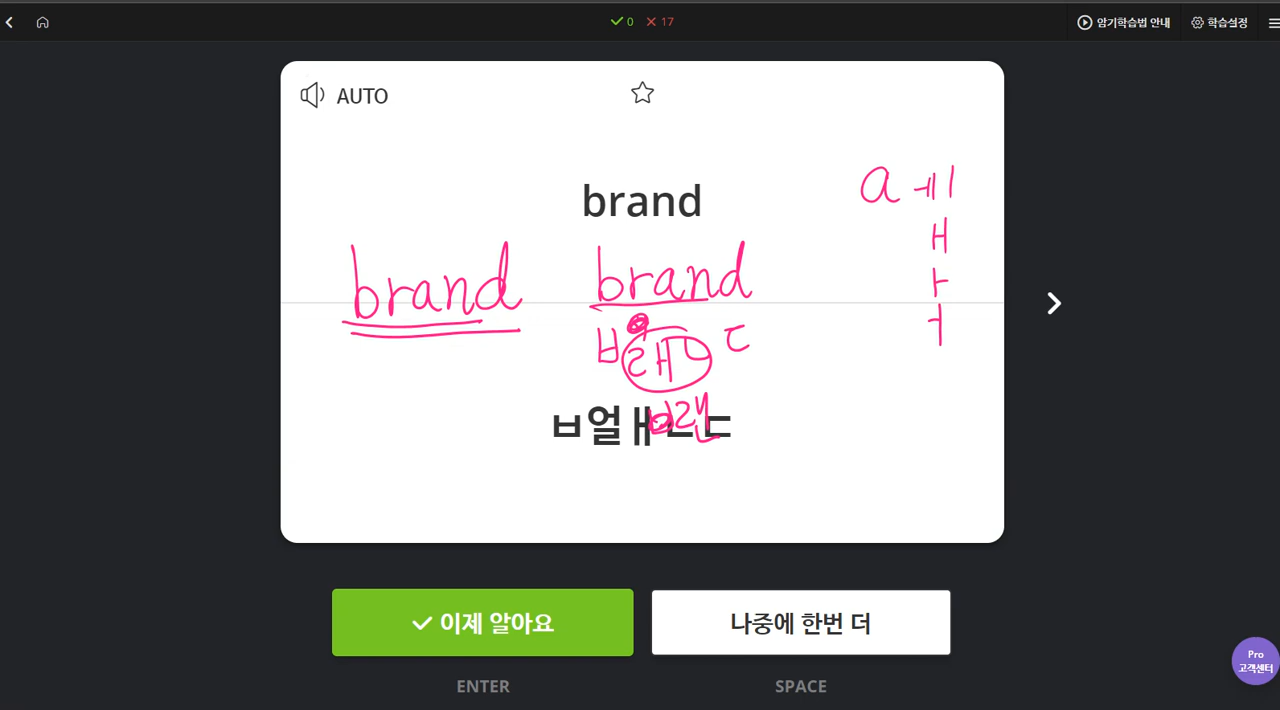 0 17 암기학습법 안내 학습설정
AUTO
brand
a ㅔㅣ
ㅐ
ㅏ
ㅓ
brand brand
ㅂ ㄹㅐㄴ ㄷ
브랜
ㅂ얼ㅐㄴㄷ
이제 알아요 나중에 한번 더
ENTER SPACE
Pro
고객센터